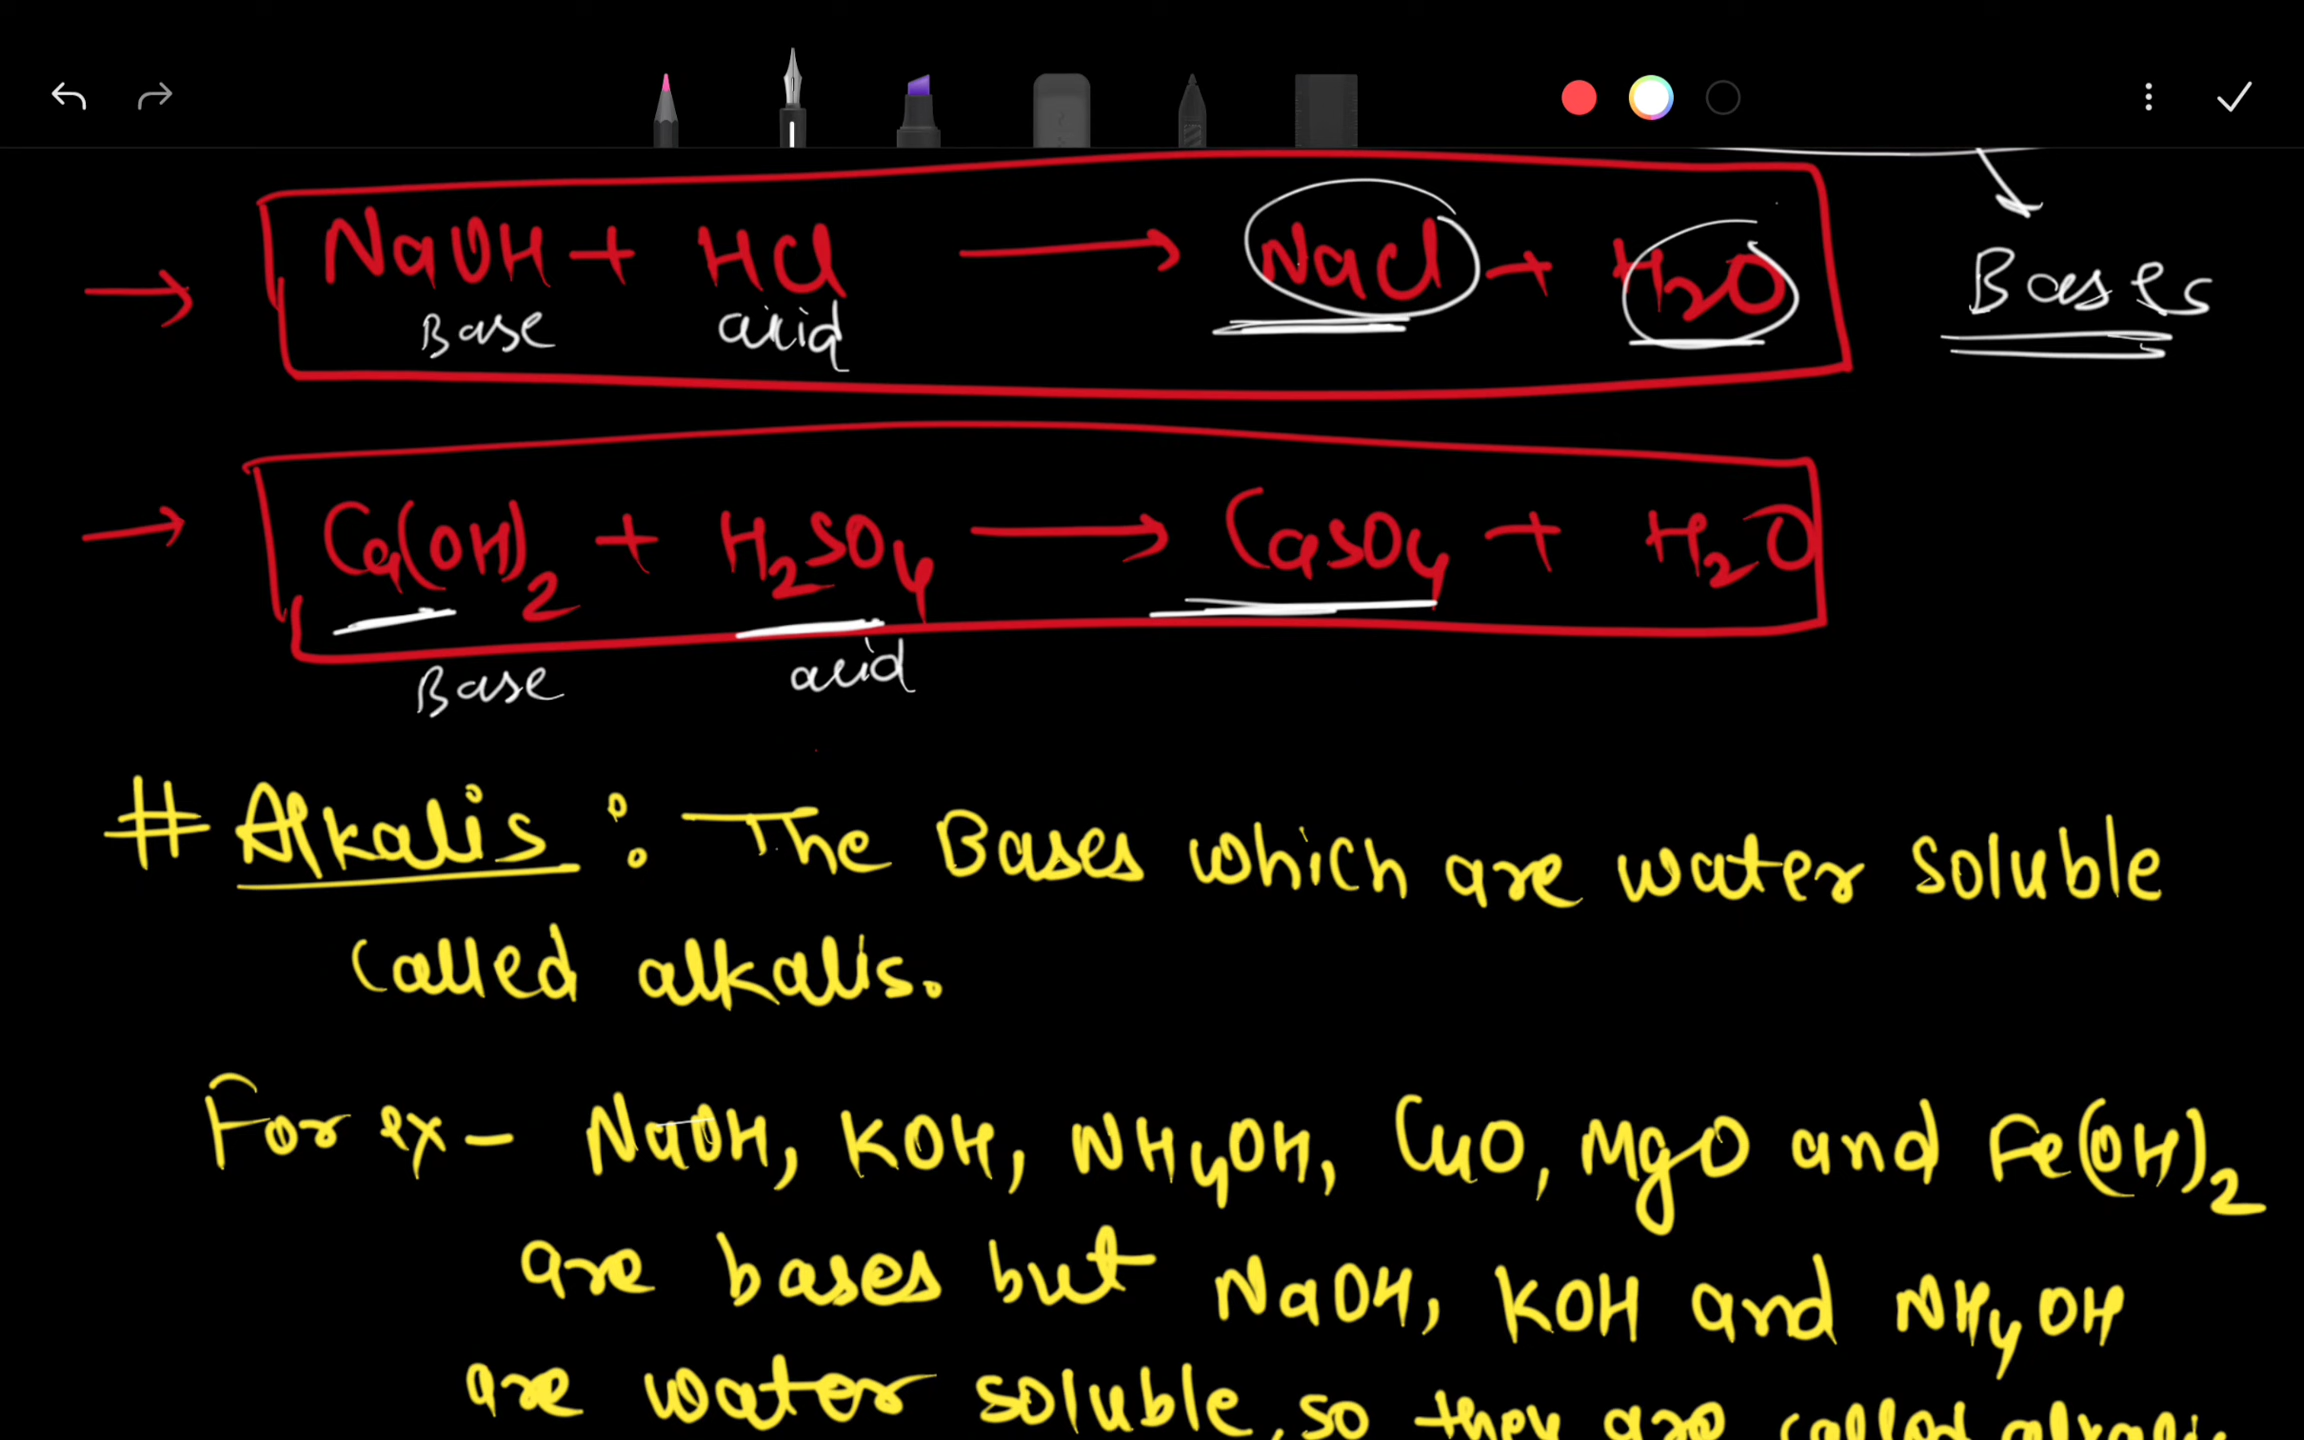 → NaOH + HCl → NaCl + H2O
Base acid
Bases
→ Ca(OH)2 + H2SO4 → CaSO4 + H2O
Base acid
# Alkalis : The Bases which are water soluble
called alkalis.
For ex - NaOH, KOH, NH4OH, CuO, MgO and Fe(OH)2
are bases but NaOH, KOH and NH4OH
are water soluble, so they are called alkalis